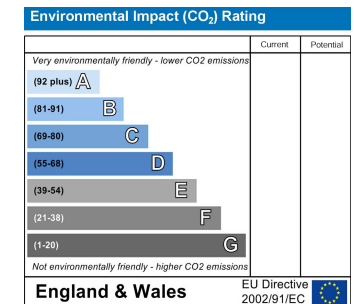 Environmental Impact (CO₂) Rating
Current Potential
Very environmentally friendly - lower CO2 emissions
(92 plus) A
(81-91) B
(69-80) C
(55-68) D
(39-54) E
(21-38) F
(1-20) G
Not environmentally friendly - higher CO2 emissions
England & Wales
EU Directive
2002/91/EC